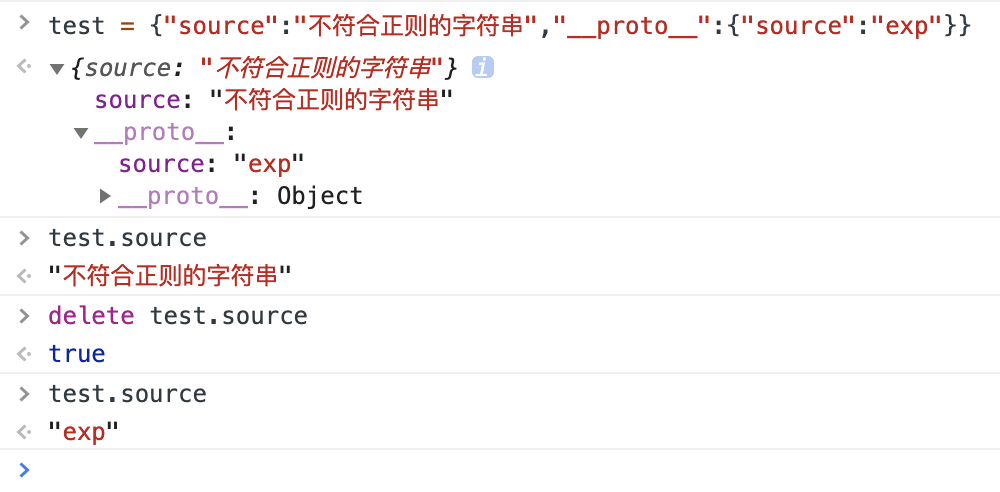 > test = {"source":"不符合正则的字符串","__proto__":{"source":"exp"}}
<· ▼{source: "不符合正则的字符串"} i
source: "不符合正则的字符串"
▼__proto__:
source: "exp"
▶__proto__: Object
> test.source
<· "不符合正则的字符串"
> delete test.source
<· true
> test.source
<· "exp"
>